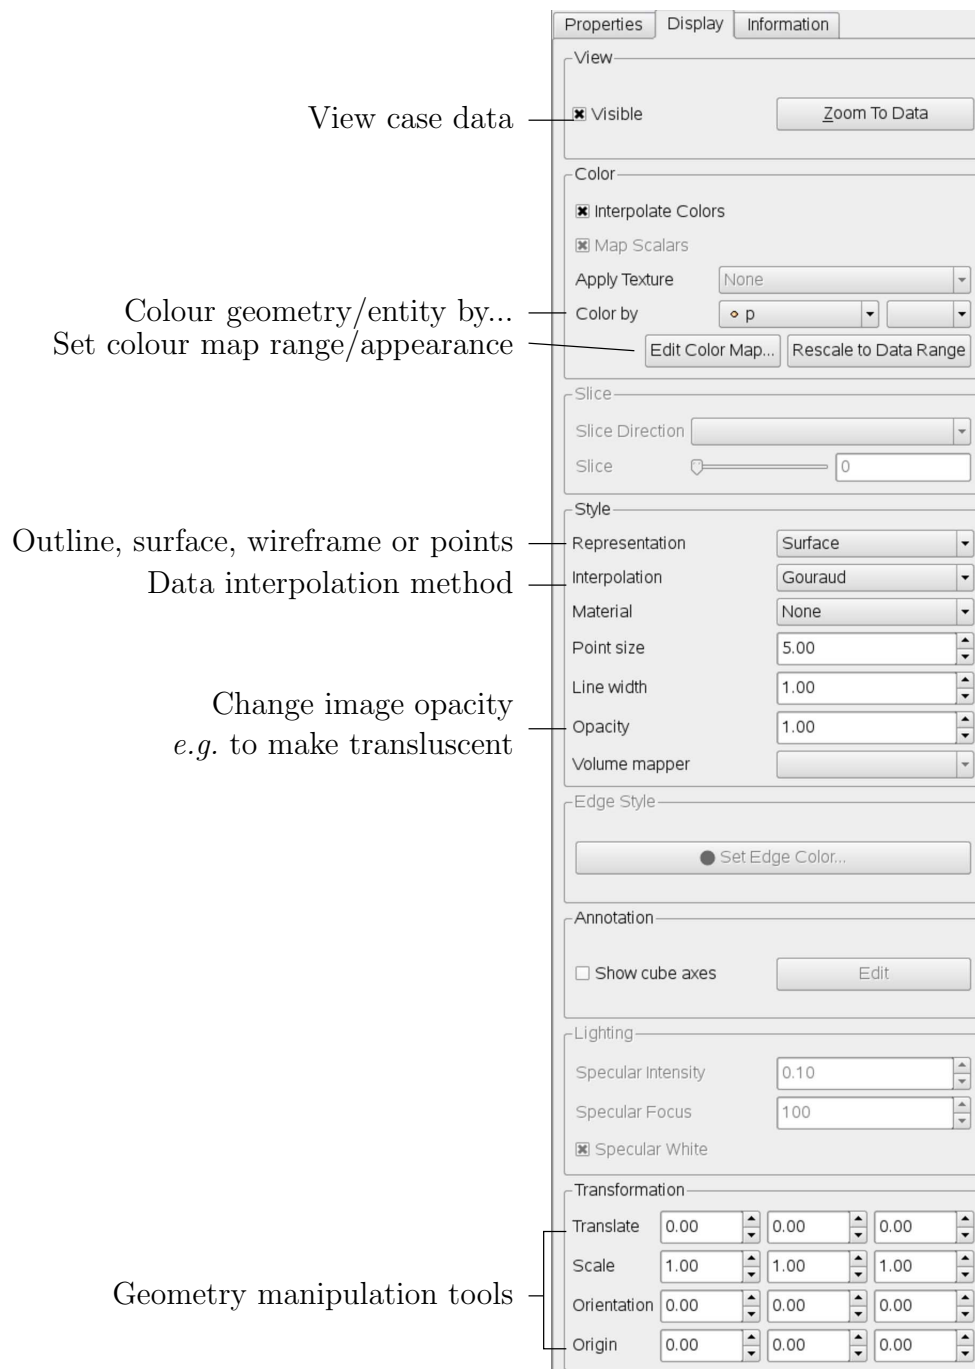 Properties Display Information
View
View case data
Visible Zoom To Data
Color
Interpolate Colors
Map Scalars
Apply Texture None
Colour geometry/entity by...
Color by p
Set colour map range/appearance
Edit Color Map... Rescale to Data Range
Slice
Slice Direction
Slice 0
Style
Outline, surface, wireframe or points
Representation Surface
Data interpolation method
Interpolation Gouraud
Material None
Point size 5.00
Line width 1.00
Change image opacity
e.g. to make transluscent
Opacity 1.00
Volume mapper
Edge Style
Set Edge Color...
Annotation
Show cube axes Edit
Lighting
Specular Intensity 0.10
Specular Focus 100
Specular White
Transformation
Translate 0.00 0.00 0.00
Scale 1.00 1.00 1.00
Geometry manipulation tools
Orientation 0.00 0.00 0.00
Origin 0.00 0.00 0.00